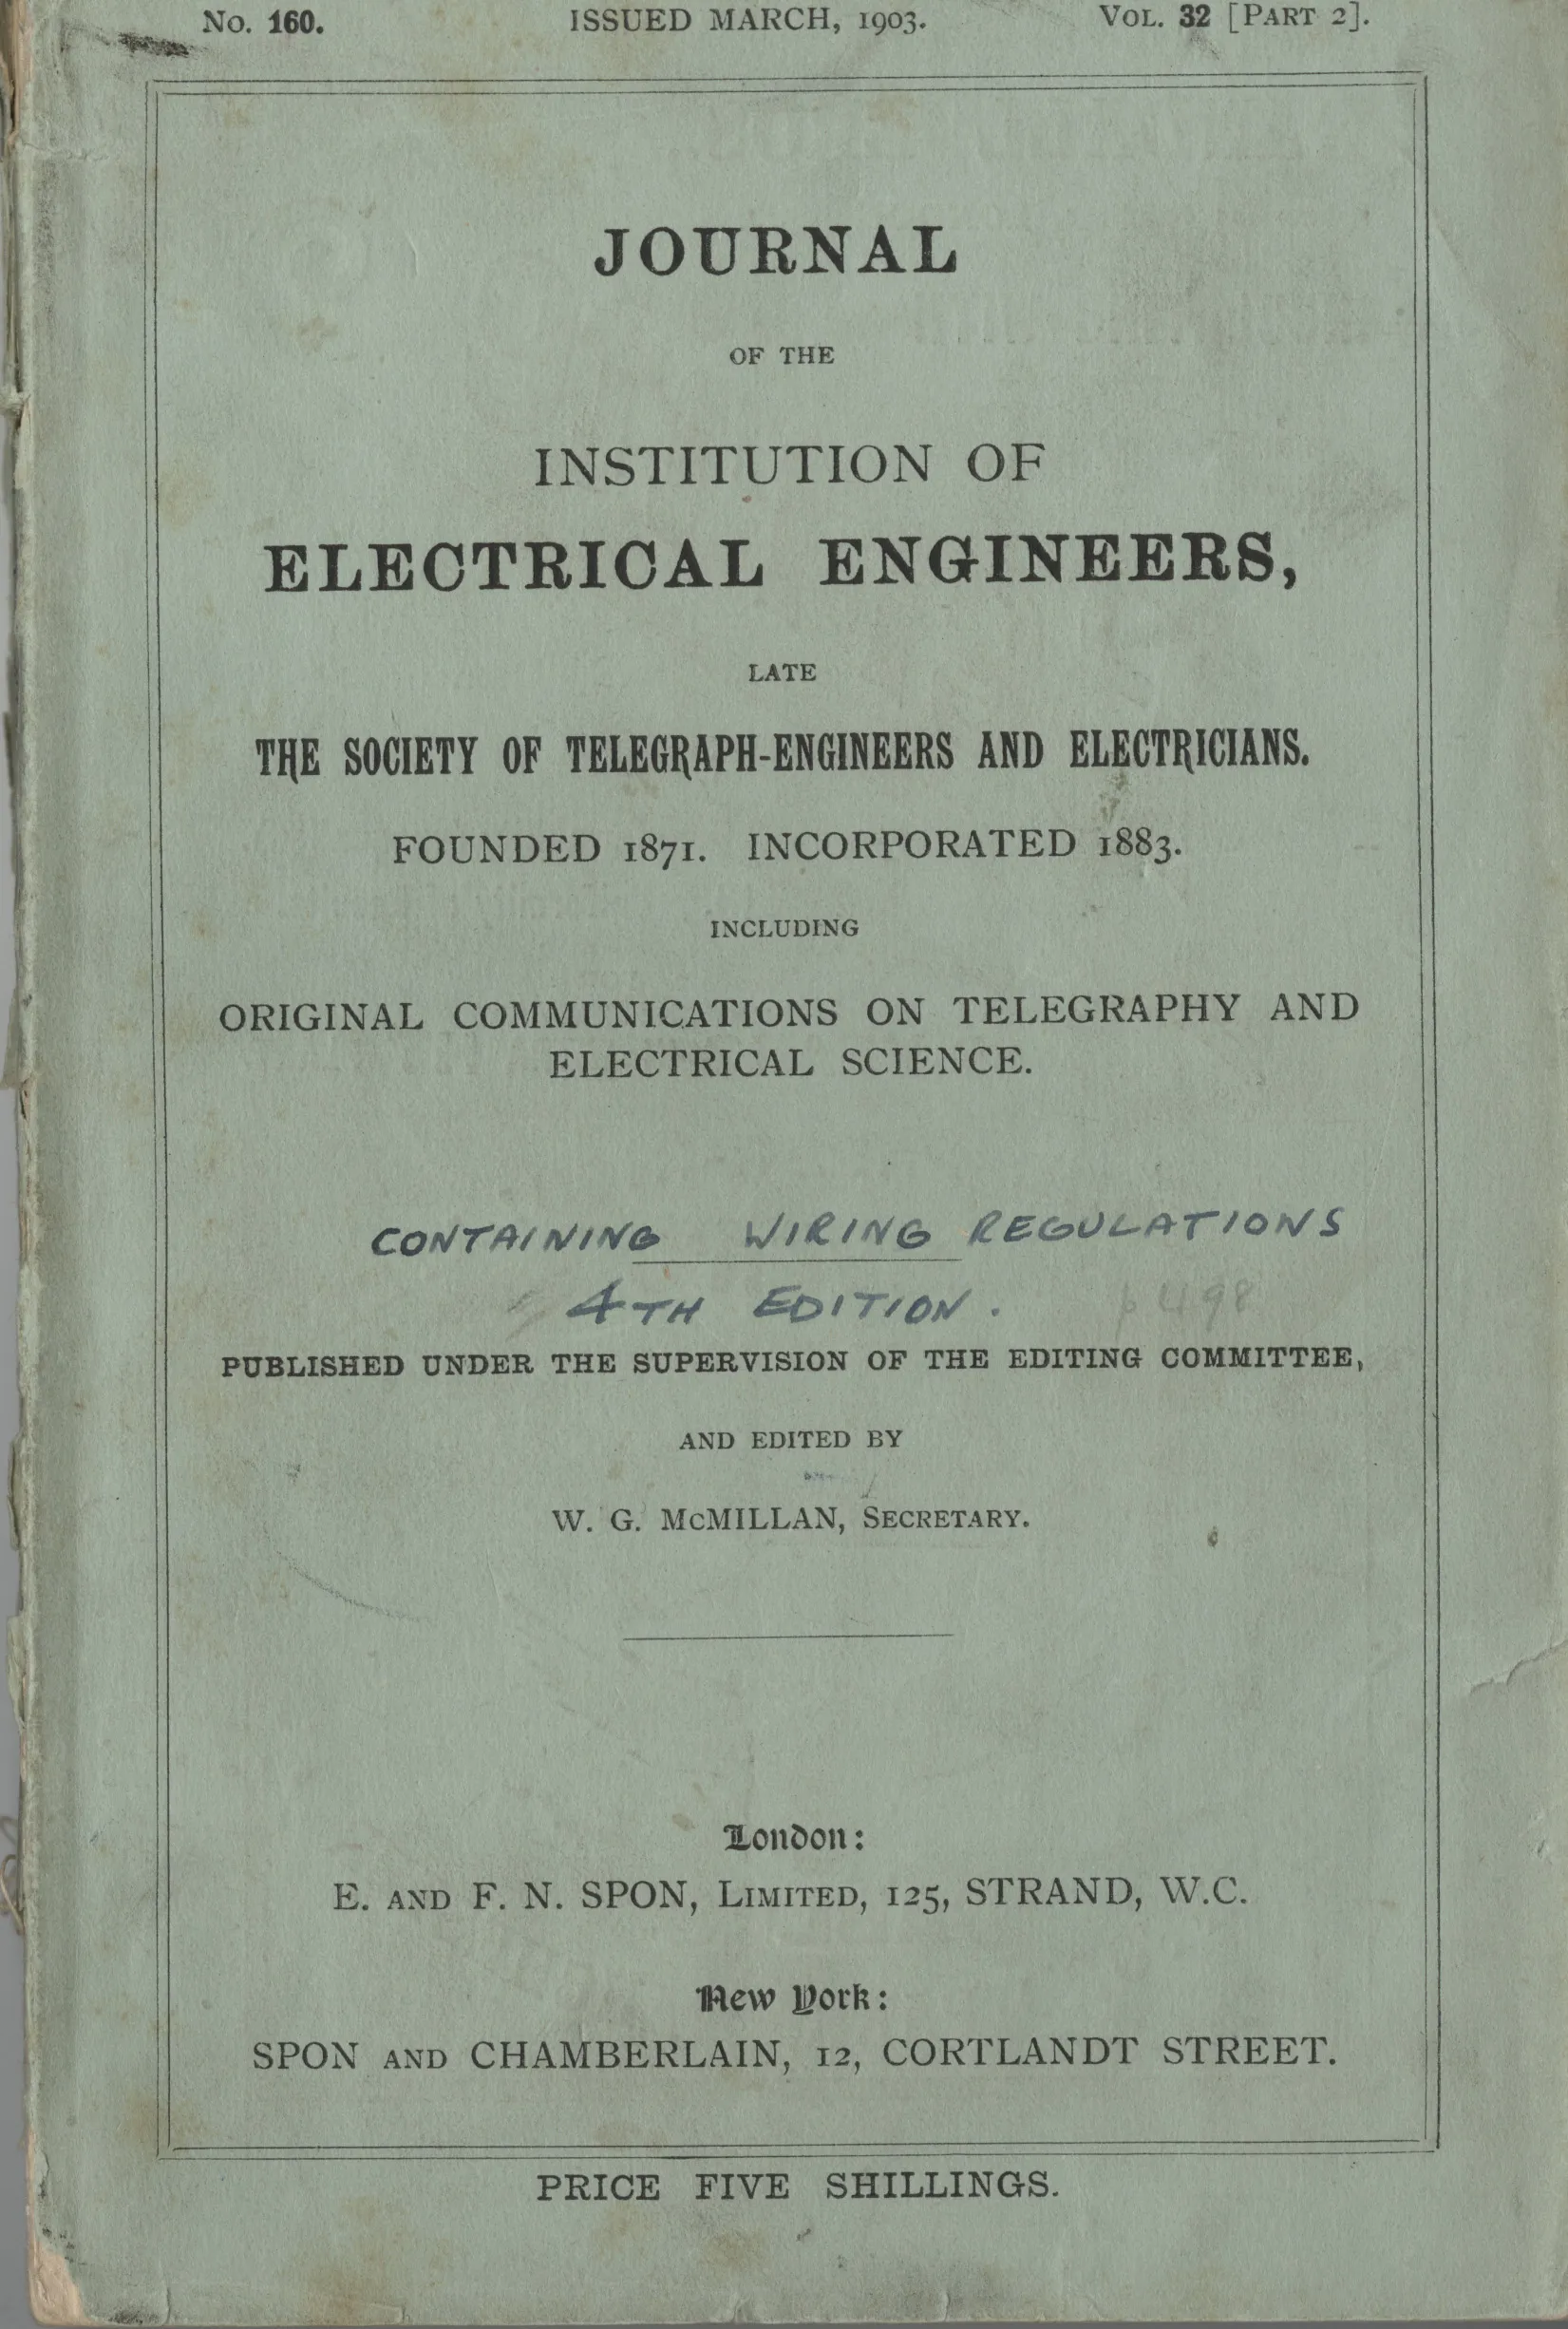 No. 160. ISSUED MARCH, 1903. VOL. 32 [PART 2].
JOURNAL
OF THE
INSTITUTION OF
ELECTRICAL ENGINEERS,
LATE
THE SOCIETY OF TELEGRAPH-ENGINEERS AND ELECTRICIANS.
FOUNDED 1871. INCORPORATED 1883.
INCLUDING
ORIGINAL COMMUNICATIONS ON TELEGRAPHY AND
ELECTRICAL SCIENCE.
CONTAINING WIRING REGULATIONS
4TH EDITION. p 498
PUBLISHED UNDER THE SUPERVISION OF THE EDITING COMMITTEE,
AND EDITED BY
W. G. McMILLAN, SECRETARY.
London:
E. AND F. N. SPON, LIMITED, 125, STRAND, W.C.
New York:
SPON AND CHAMBERLAIN, 12, CORTLANDT STREET.
PRICE FIVE SHILLINGS.